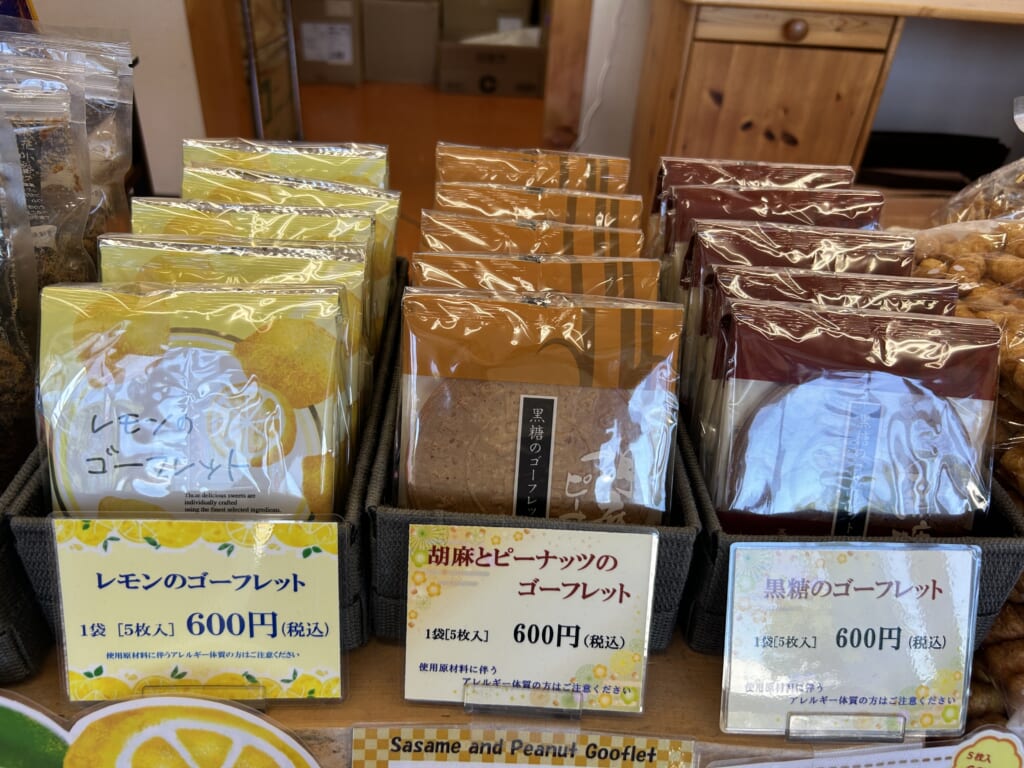 レモンの
ゴーフレット
These delicious sweets are
individually crafted
using the finest selected ingredients.
黒糖のゴーフレット
胡麻
ピー
レモンのゴーフレット
1袋 [5枚入] 600円(税込)
使用原材料に伴うアレルギー体質の方はご注意ください
胡麻とピーナッツの
ゴーフレット
1袋[5枚入] 600円(税込)
使用原材料に伴う
アレルギー体質の方はご注意ください
黒糖のゴーフレット
1袋[5枚入] 600円(税込)
使用原材料に伴う
アレルギー体質の方はご注意ください
Sasame and Peanut Gooflet
5枚入